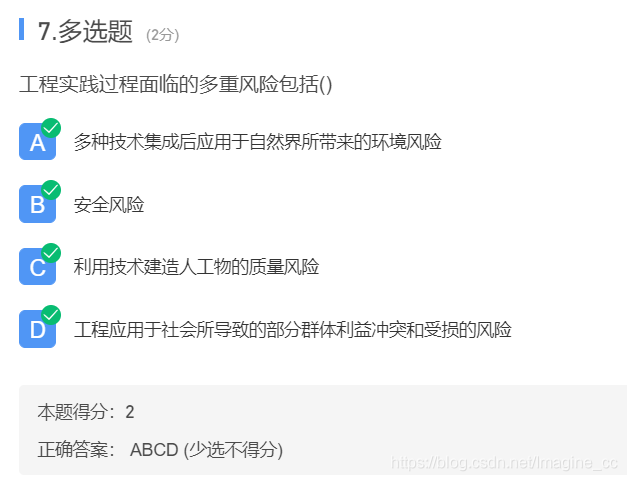 7.多选题 (2分)
工程实践过程面临的多重风险包括()
A 多种技术集成后应用于自然界所带来的环境风险
B 安全风险
C 利用技术建造人工物的质量风险
D 工程应用于社会所导致的部分群体利益冲突和受损的风险
本题得分：2
正确答案： ABCD (少选不得分)
https://blog.csdn.net/Imagine_cc